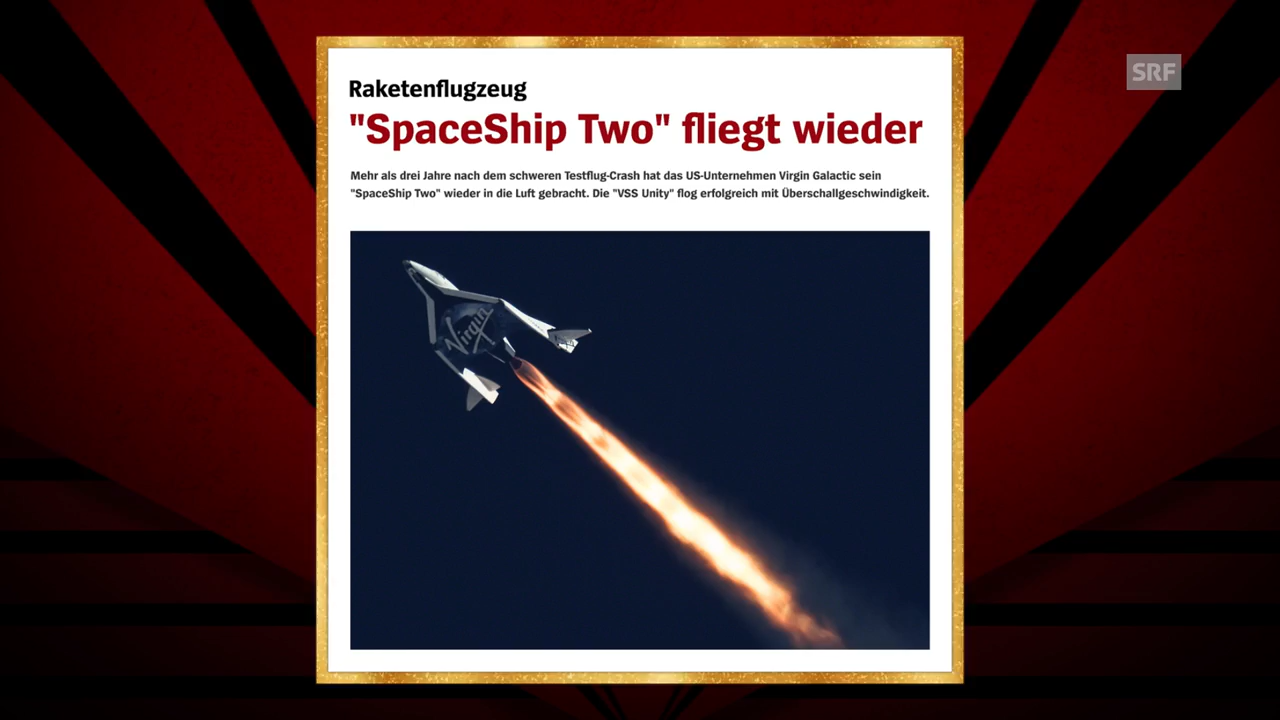 SRF
Raketenflugzeug
"SpaceShip Two" fliegt wieder
Mehr als drei Jahre nach dem schweren Testflug-Crash hat das US-Unternehmen Virgin Galactic sein
"SpaceShip Two" wieder in die Luft gebracht. Die "VSS Unity" flog erfolgreich mit Überschallgeschwindigkeit.
Virgin